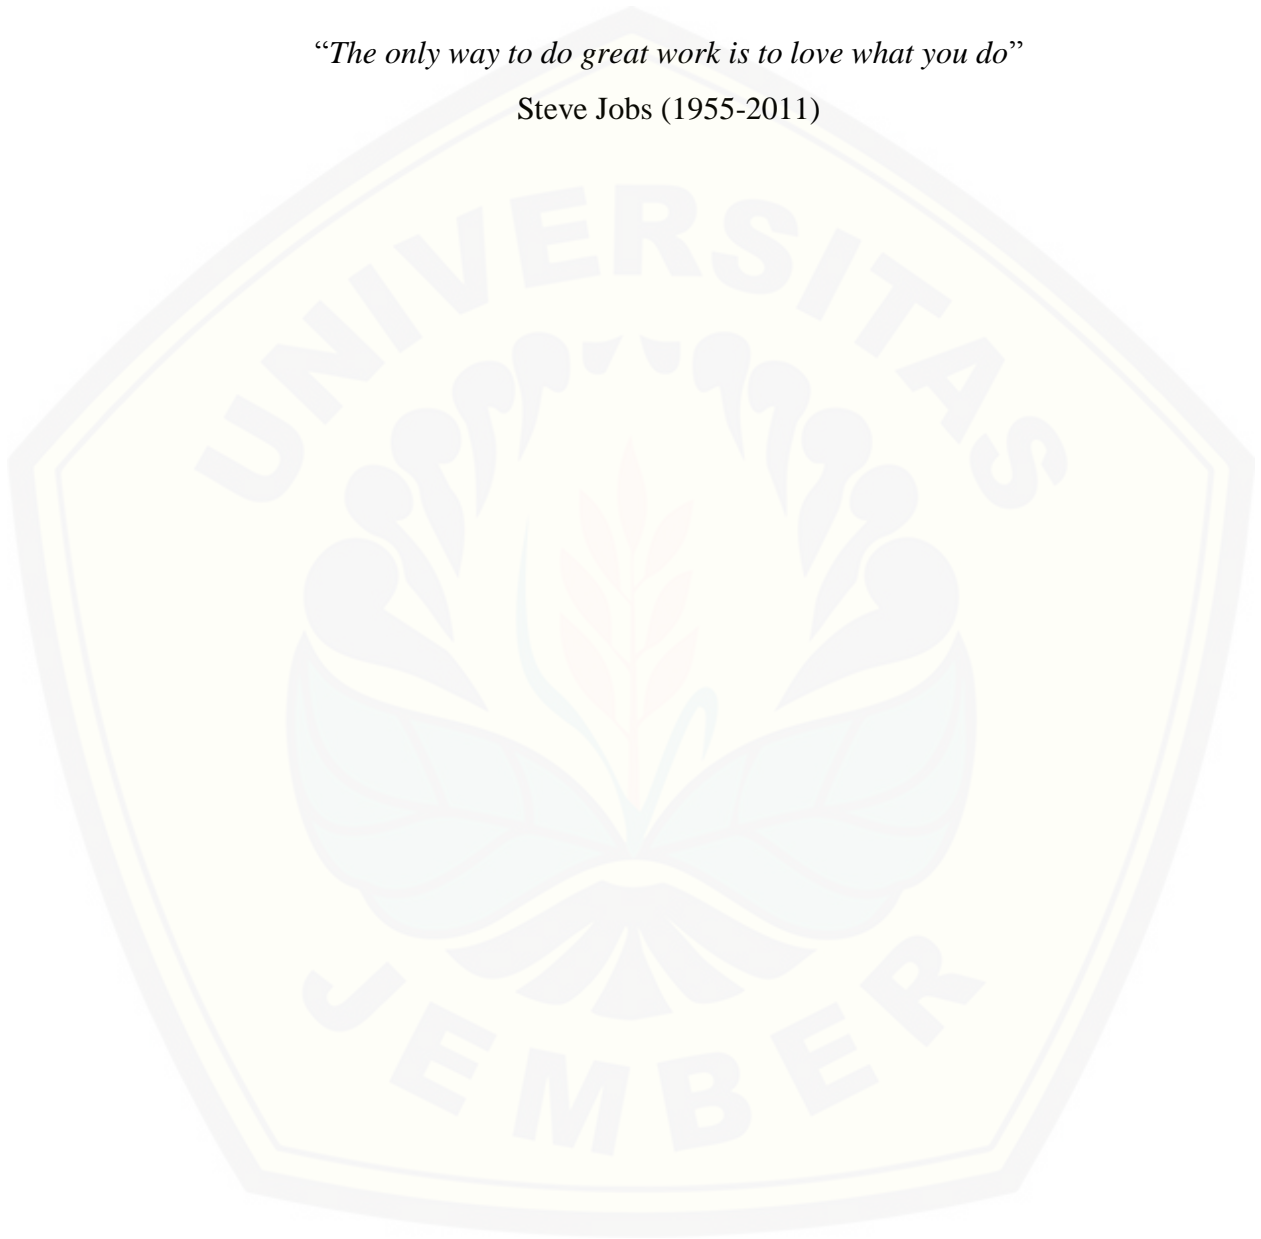 “The only way to do great work is to love what you do”
Steve Jobs (1955-2011)
UNIVERSITAS
JEMBER